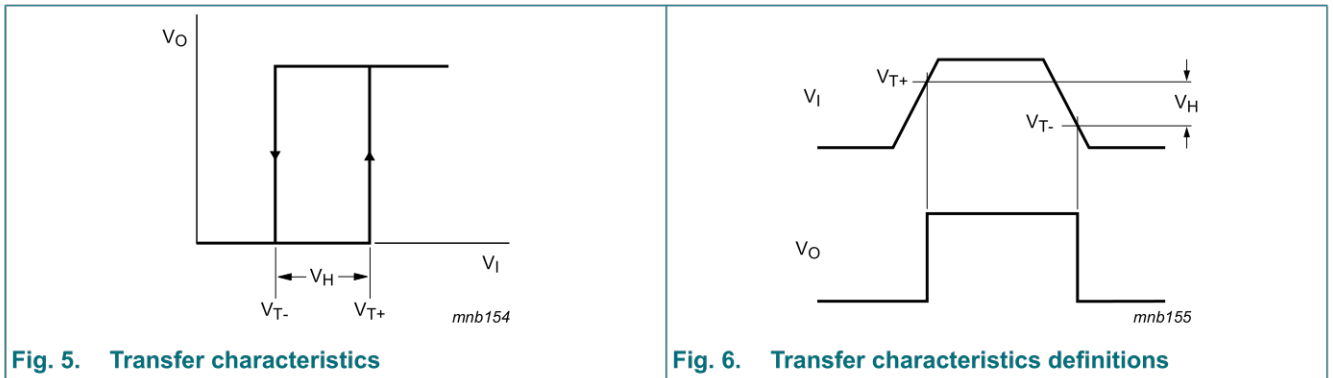 VO
VH
VI
VT-
VT+
mnb154
Fig. 5. Transfer characteristics
VI
VT+
VT-
VH
VO
mnb155
Fig. 6. Transfer characteristics definitions